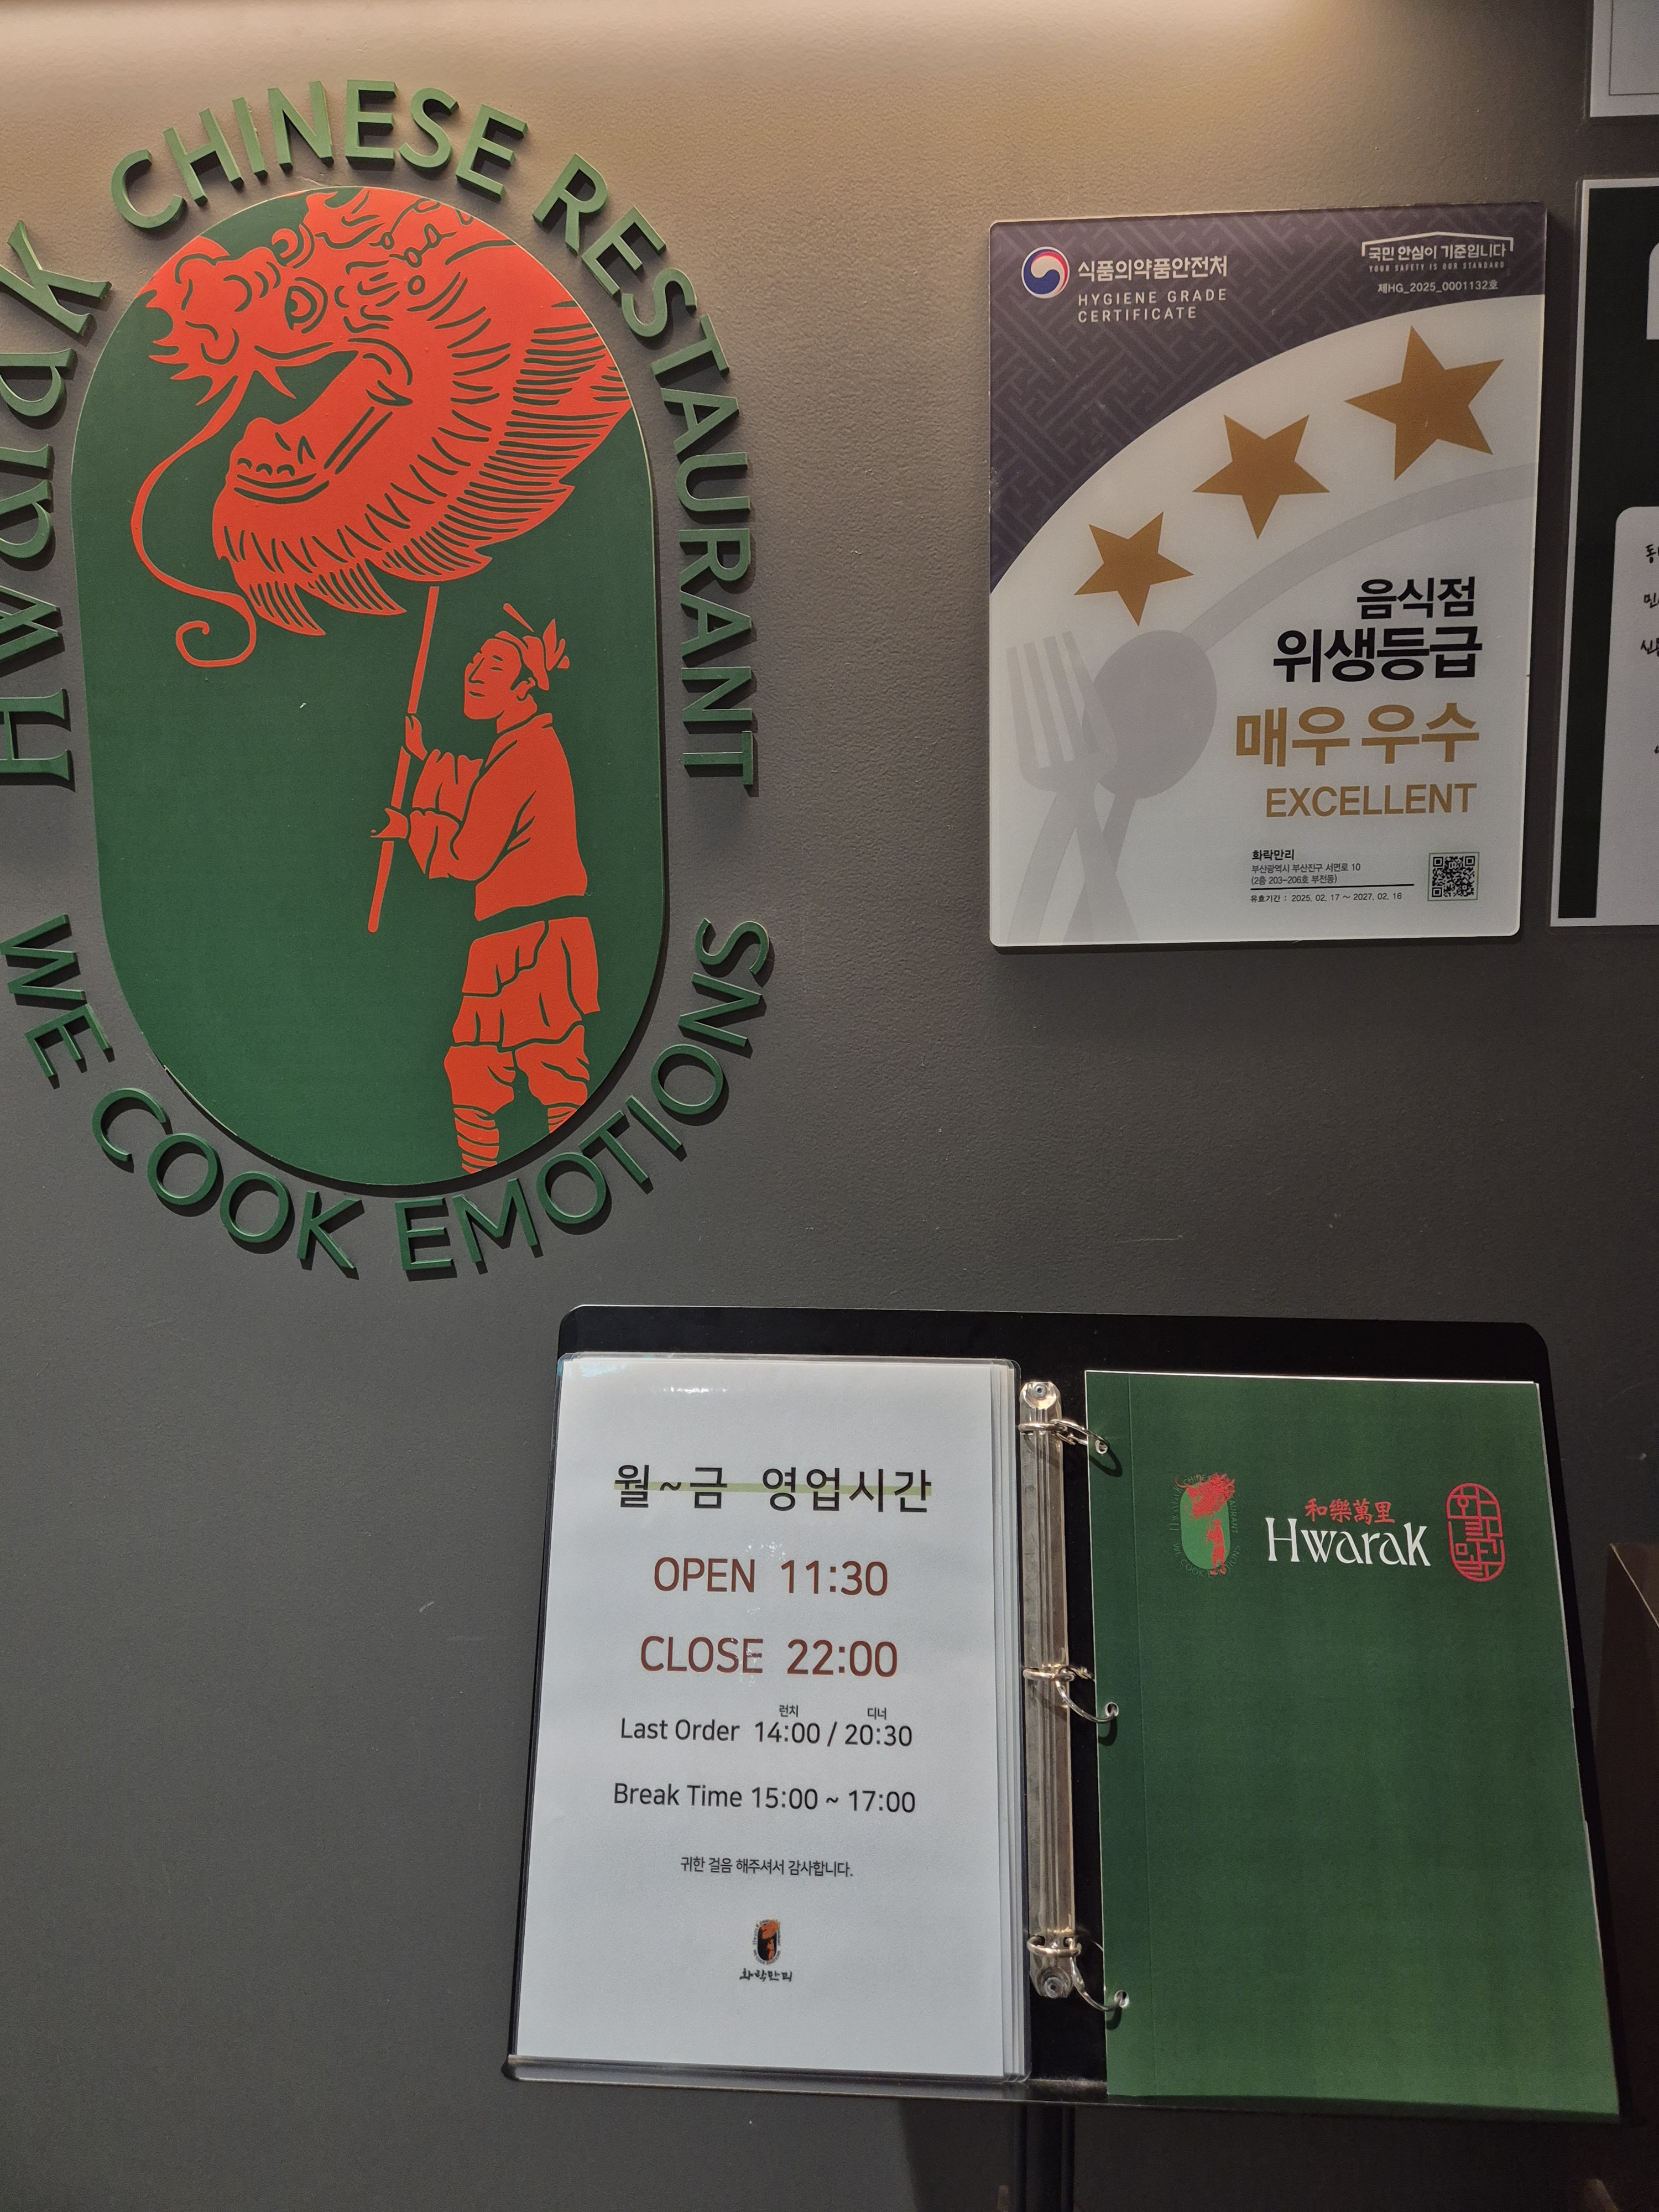 Hwarak
CHINESE RESTAURANT
WE COOK EMOTIONS
식품의약품안전처
HYGIENE GRADE
CERTIFICATE
국민 안심이 기준입니다
YOUR SAFETY IS OUR STANDARD
제HG_2025_0001132호
음식점
위생등급
매우 우수
EXCELLENT
화락만리
부산광역시 부산진구 서면로 10
(2층 203-206호 부전동)
유효기간 : 2025. 02. 17 ~ 2027. 02. 16
월~금 영업시간
OPEN 11:30
CLOSE 22:00
런치 디너
Last Order 14:00 / 20:30
Break Time 15:00 ~ 17:00
귀한 걸음 해주셔서 감사합니다.
화락만리
和樂萬里
Hwarak
화락만리